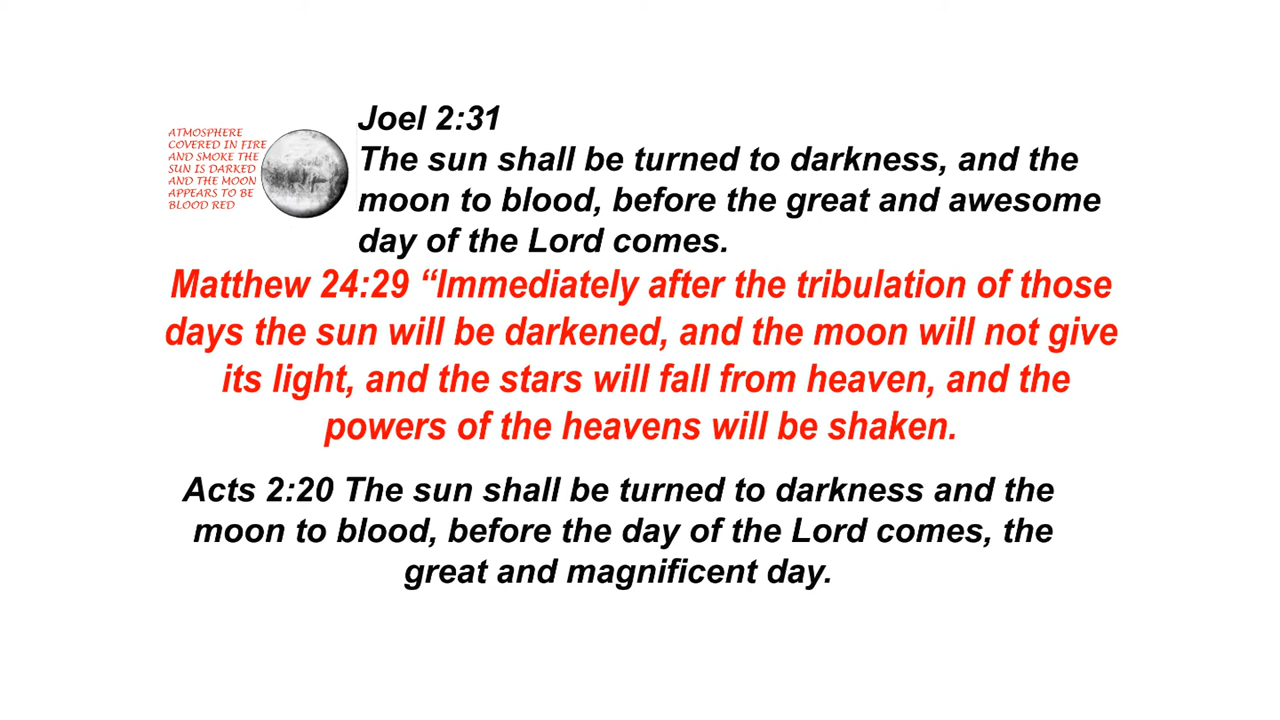 ATMOSPHERE
COVERED IN FIRE
AND SMOKE THE
SUN IS DARKED
AND THE MOON
APPEARS TO BE
BLOOD RED
Joel 2:31
The sun shall be turned to darkness, and the
moon to blood, before the great and awesome
day of the Lord comes.
Matthew 24:29 “Immediately after the tribulation of those
days the sun will be darkened, and the moon will not give
its light, and the stars will fall from heaven, and the
powers of the heavens will be shaken.
Acts 2:20 The sun shall be turned to darkness and the
moon to blood, before the day of the Lord comes, the
great and magnificent day.